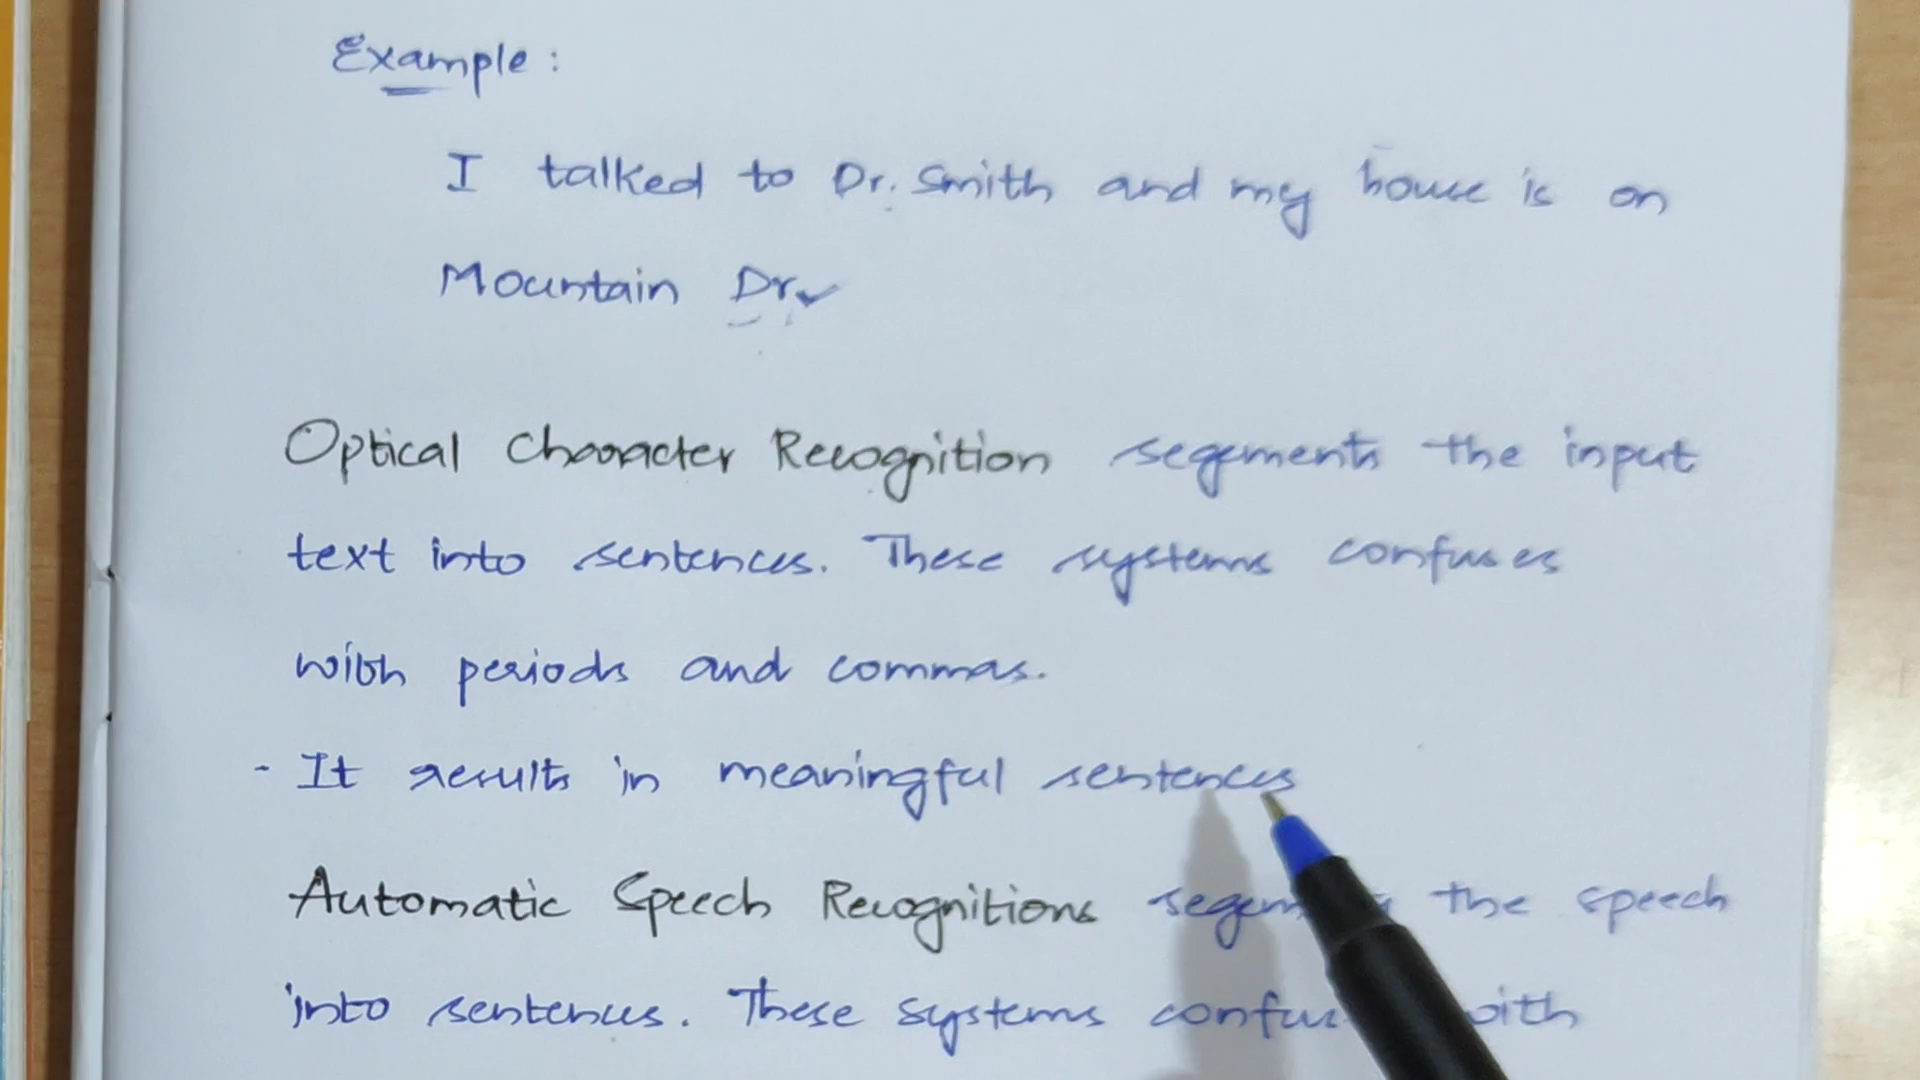 Example :
I talked to Dr. Smith and my house is on
Mountain Dr.
Optical Character Recognition segments the input
text into sentences. These systems confuses
with periods and commas.
- It results in meaningful sentences
Automatic Speech Recognitions the speech
into sentences. These systems with